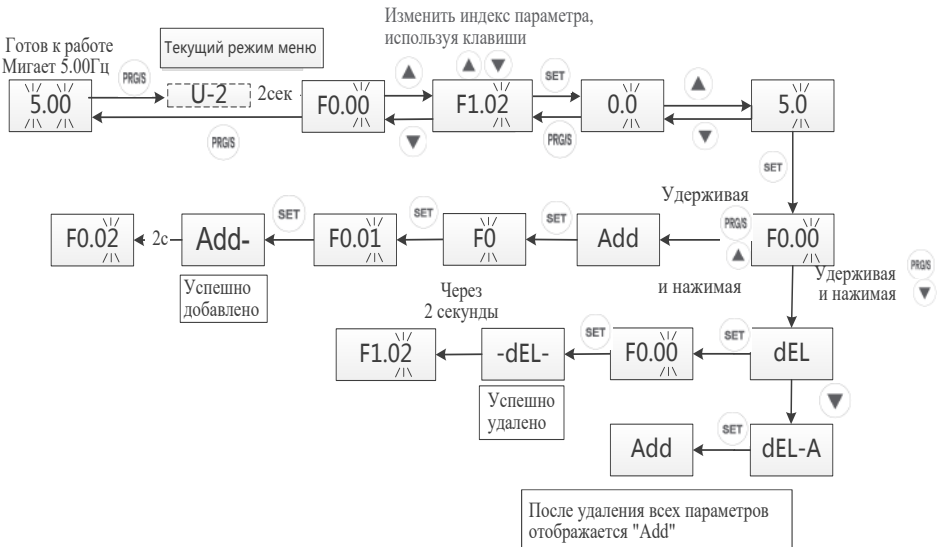 Изменить индекс параметра,
используя клавиши
Готов к работе
Мигает 5.00Гц
Текущий режим меню
PRG/S
SET
5.00
U-2
2сек
F0.00
F1.02
0.0
5.0
PRG/S
PRG/S
SET
Удерживая
F0.02
2с
Add-
SET
F0.01
SET
F0
SET
Add
PRG/S
F0.00
Успешно
добавлено
и нажимая
Удерживая
и нажимая
PRG/S
Через
2 секунды
F1.02
-dEL-
SET
F0.00
SET
dEL
Успешно
удалено
Add
SET
dEL-A
После удаления всех параметров
отображается "Add"